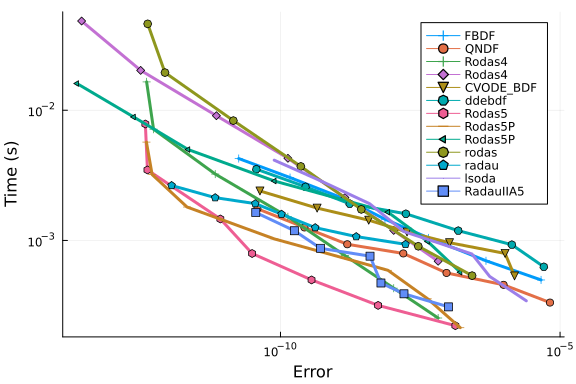 Time (s)
10⁻²
10⁻³
10⁻¹⁰
10⁻⁵
Error
FBDF
QNDF
Rodas4
Rodas4
CVODE_BDF
ddebdf
Rodas5
Rodas5P
Rodas5P
rodas
radau
lsoda
RadauIIA5